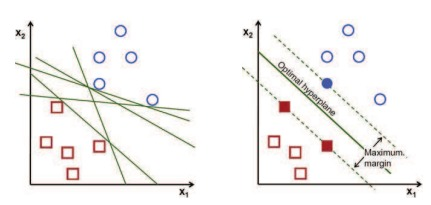 x2
x1
x2
Optimal hyperplane
Maximum
margin
x1